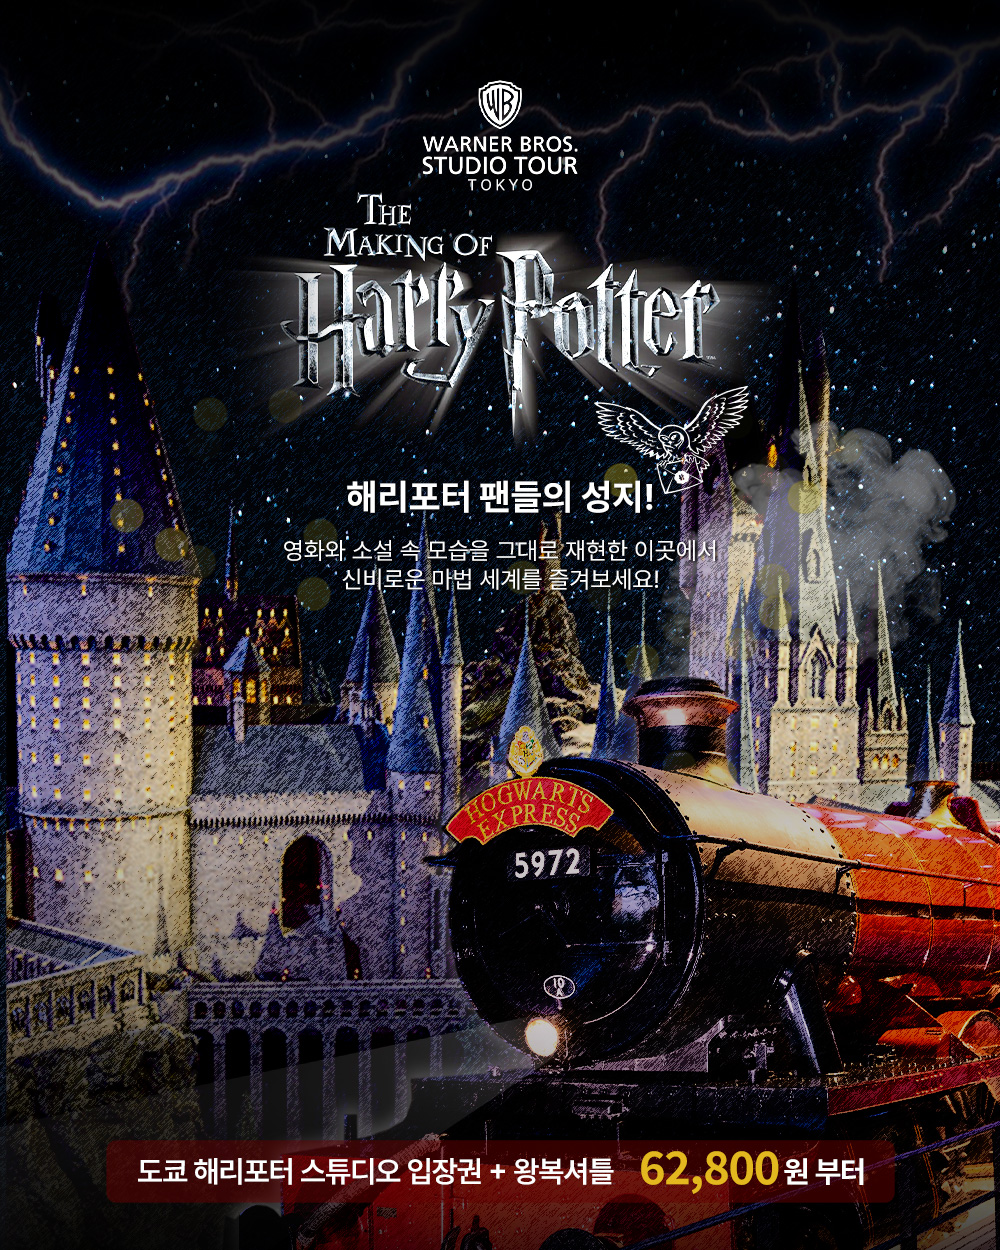 WB
WARNER BROS.
STUDIO TOUR
TOKYO
THE
MAKING OF
Harry Potter™
해리포터 팬들의 성지!
영화와 소설 속 모습을 그대로 재현한 이곳에서
신비로운 마법 세계를 즐겨보세요!
HOGWARTS
EXPRESS
5972
도쿄 해리포터 스튜디오 입장권 + 왕복셔틀 62,800원 부터